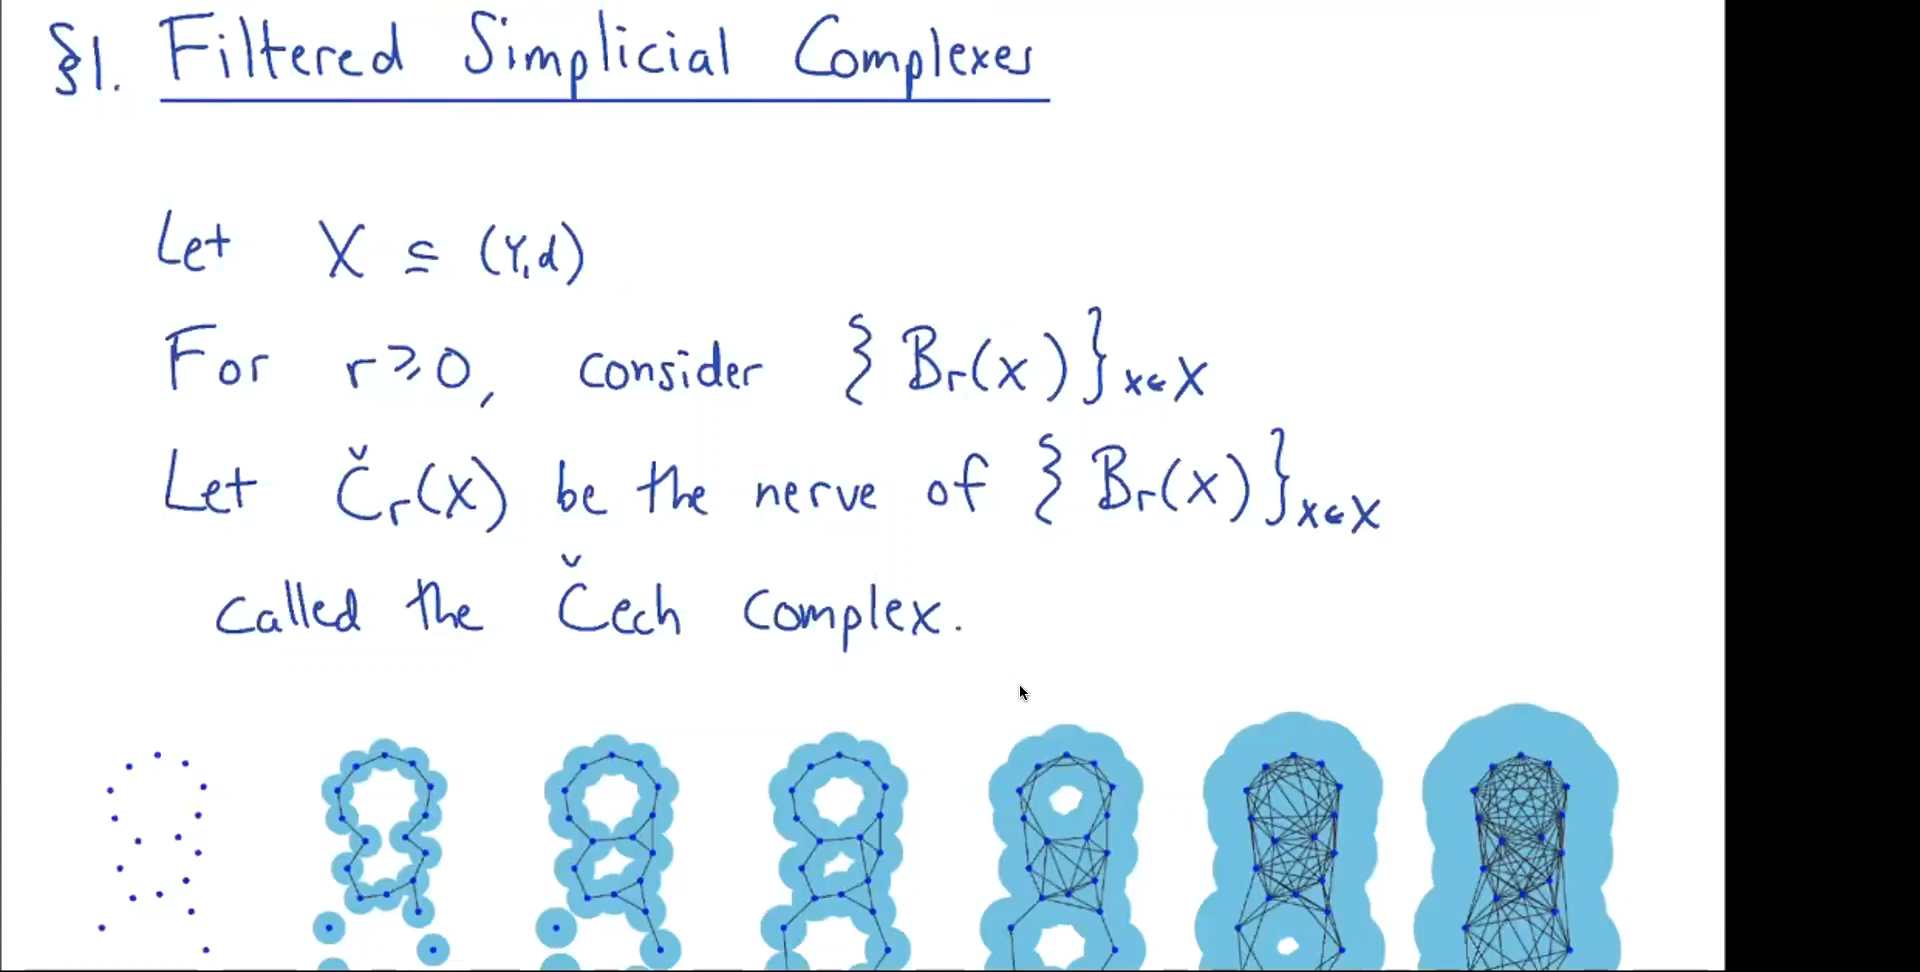 §1. Filtered Simplicial Complexes
Let X ⊆ (Y,d)
For r⩾0, consider { Br(x) }x∈X
Let Čr(X) be the nerve of { Br(x) }x∈X
called the Čech complex.